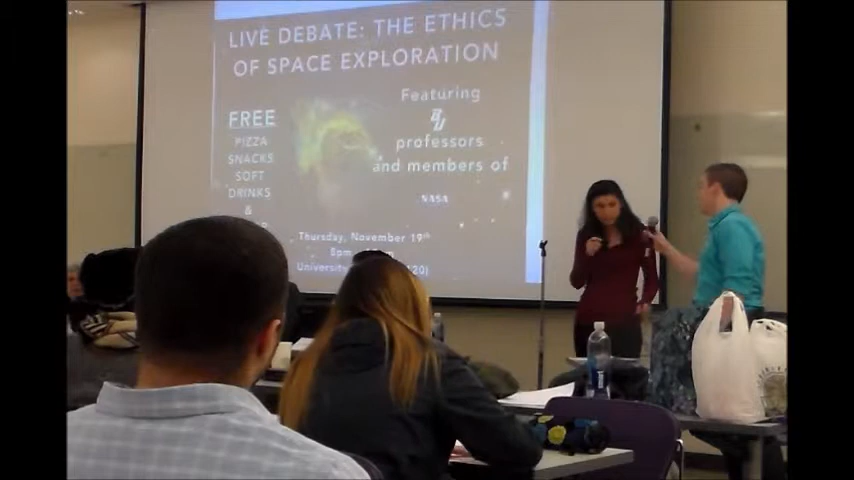 LIVE DEBATE: THE ETHICS
OF SPACE EXPLORATION
FREE
PIZZA
SNACKS
SOFT
DRINKS
&
Featuring
professors
and members of
NASA
Thursday, November 19th
8pm